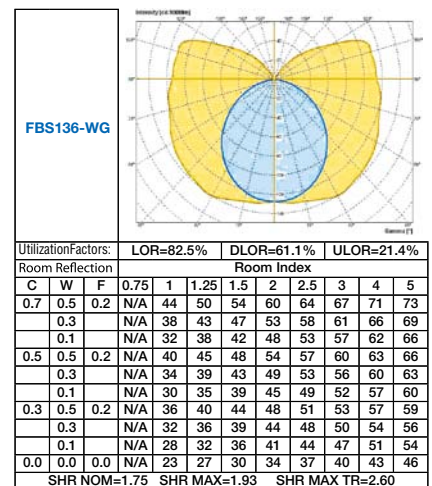 Intensity [cd/1000lm]
FBS136-WG
Gamma [°]
UtilizationFactors: LOR=82.5% DLOR=61.1% ULOR=21.4%
Room Reflection Room Index
C W F 0.75 1 1.25 1.5 2 2.5 3 4 5
0.7 0.5 0.2 N/A 44 50 54 60 64 67 71 73
0.3 N/A 38 43 47 53 58 61 66 69
0.1 N/A 32 38 42 48 53 57 62 66
0.5 0.5 0.2 N/A 40 45 48 54 57 60 63 66
0.3 N/A 34 39 43 49 53 56 60 63
0.1 N/A 30 35 39 45 49 52 57 60
0.3 0.5 0.2 N/A 36 40 44 48 51 53 57 59
0.3 N/A 32 36 39 44 48 50 54 56
0.1 N/A 28 32 36 41 44 47 51 54
0.0 0.0 0.0 N/A 23 27 30 34 37 40 43 46
SHR NOM=1.75 SHR MAX=1.93 SHR MAX TR=2.60